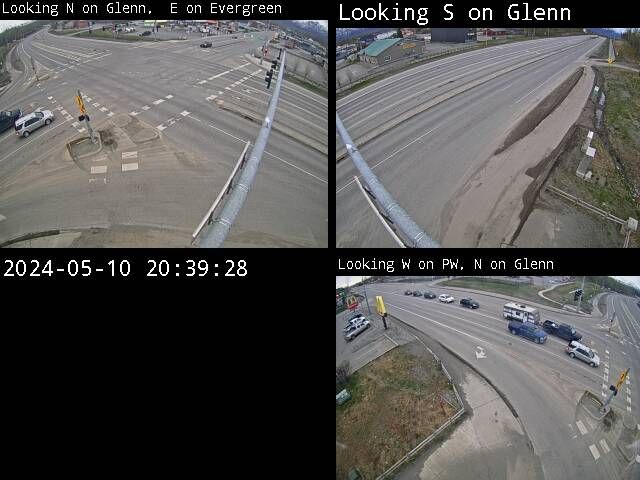 Looking N on Glenn, E on Evergreen
Looking S on Glenn
2024-05-10 20:39:28
Looking W on PW, N on Glenn